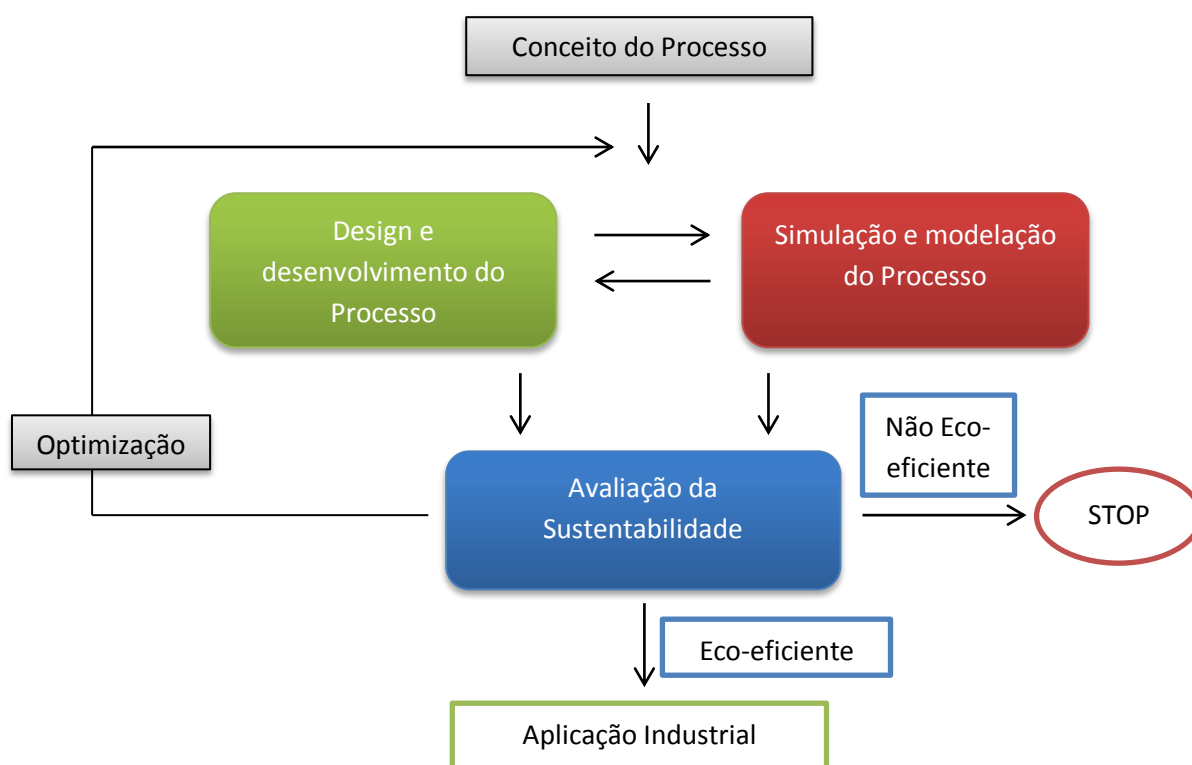 Conceito do Processo
Design e
desenvolvimento do
Processo
Simulação e modelação
do Processo
Optimização
Não Eco-
eficiente
Avaliação da
Sustentabilidade
STOP
Eco-eficiente
Aplicação Industrial